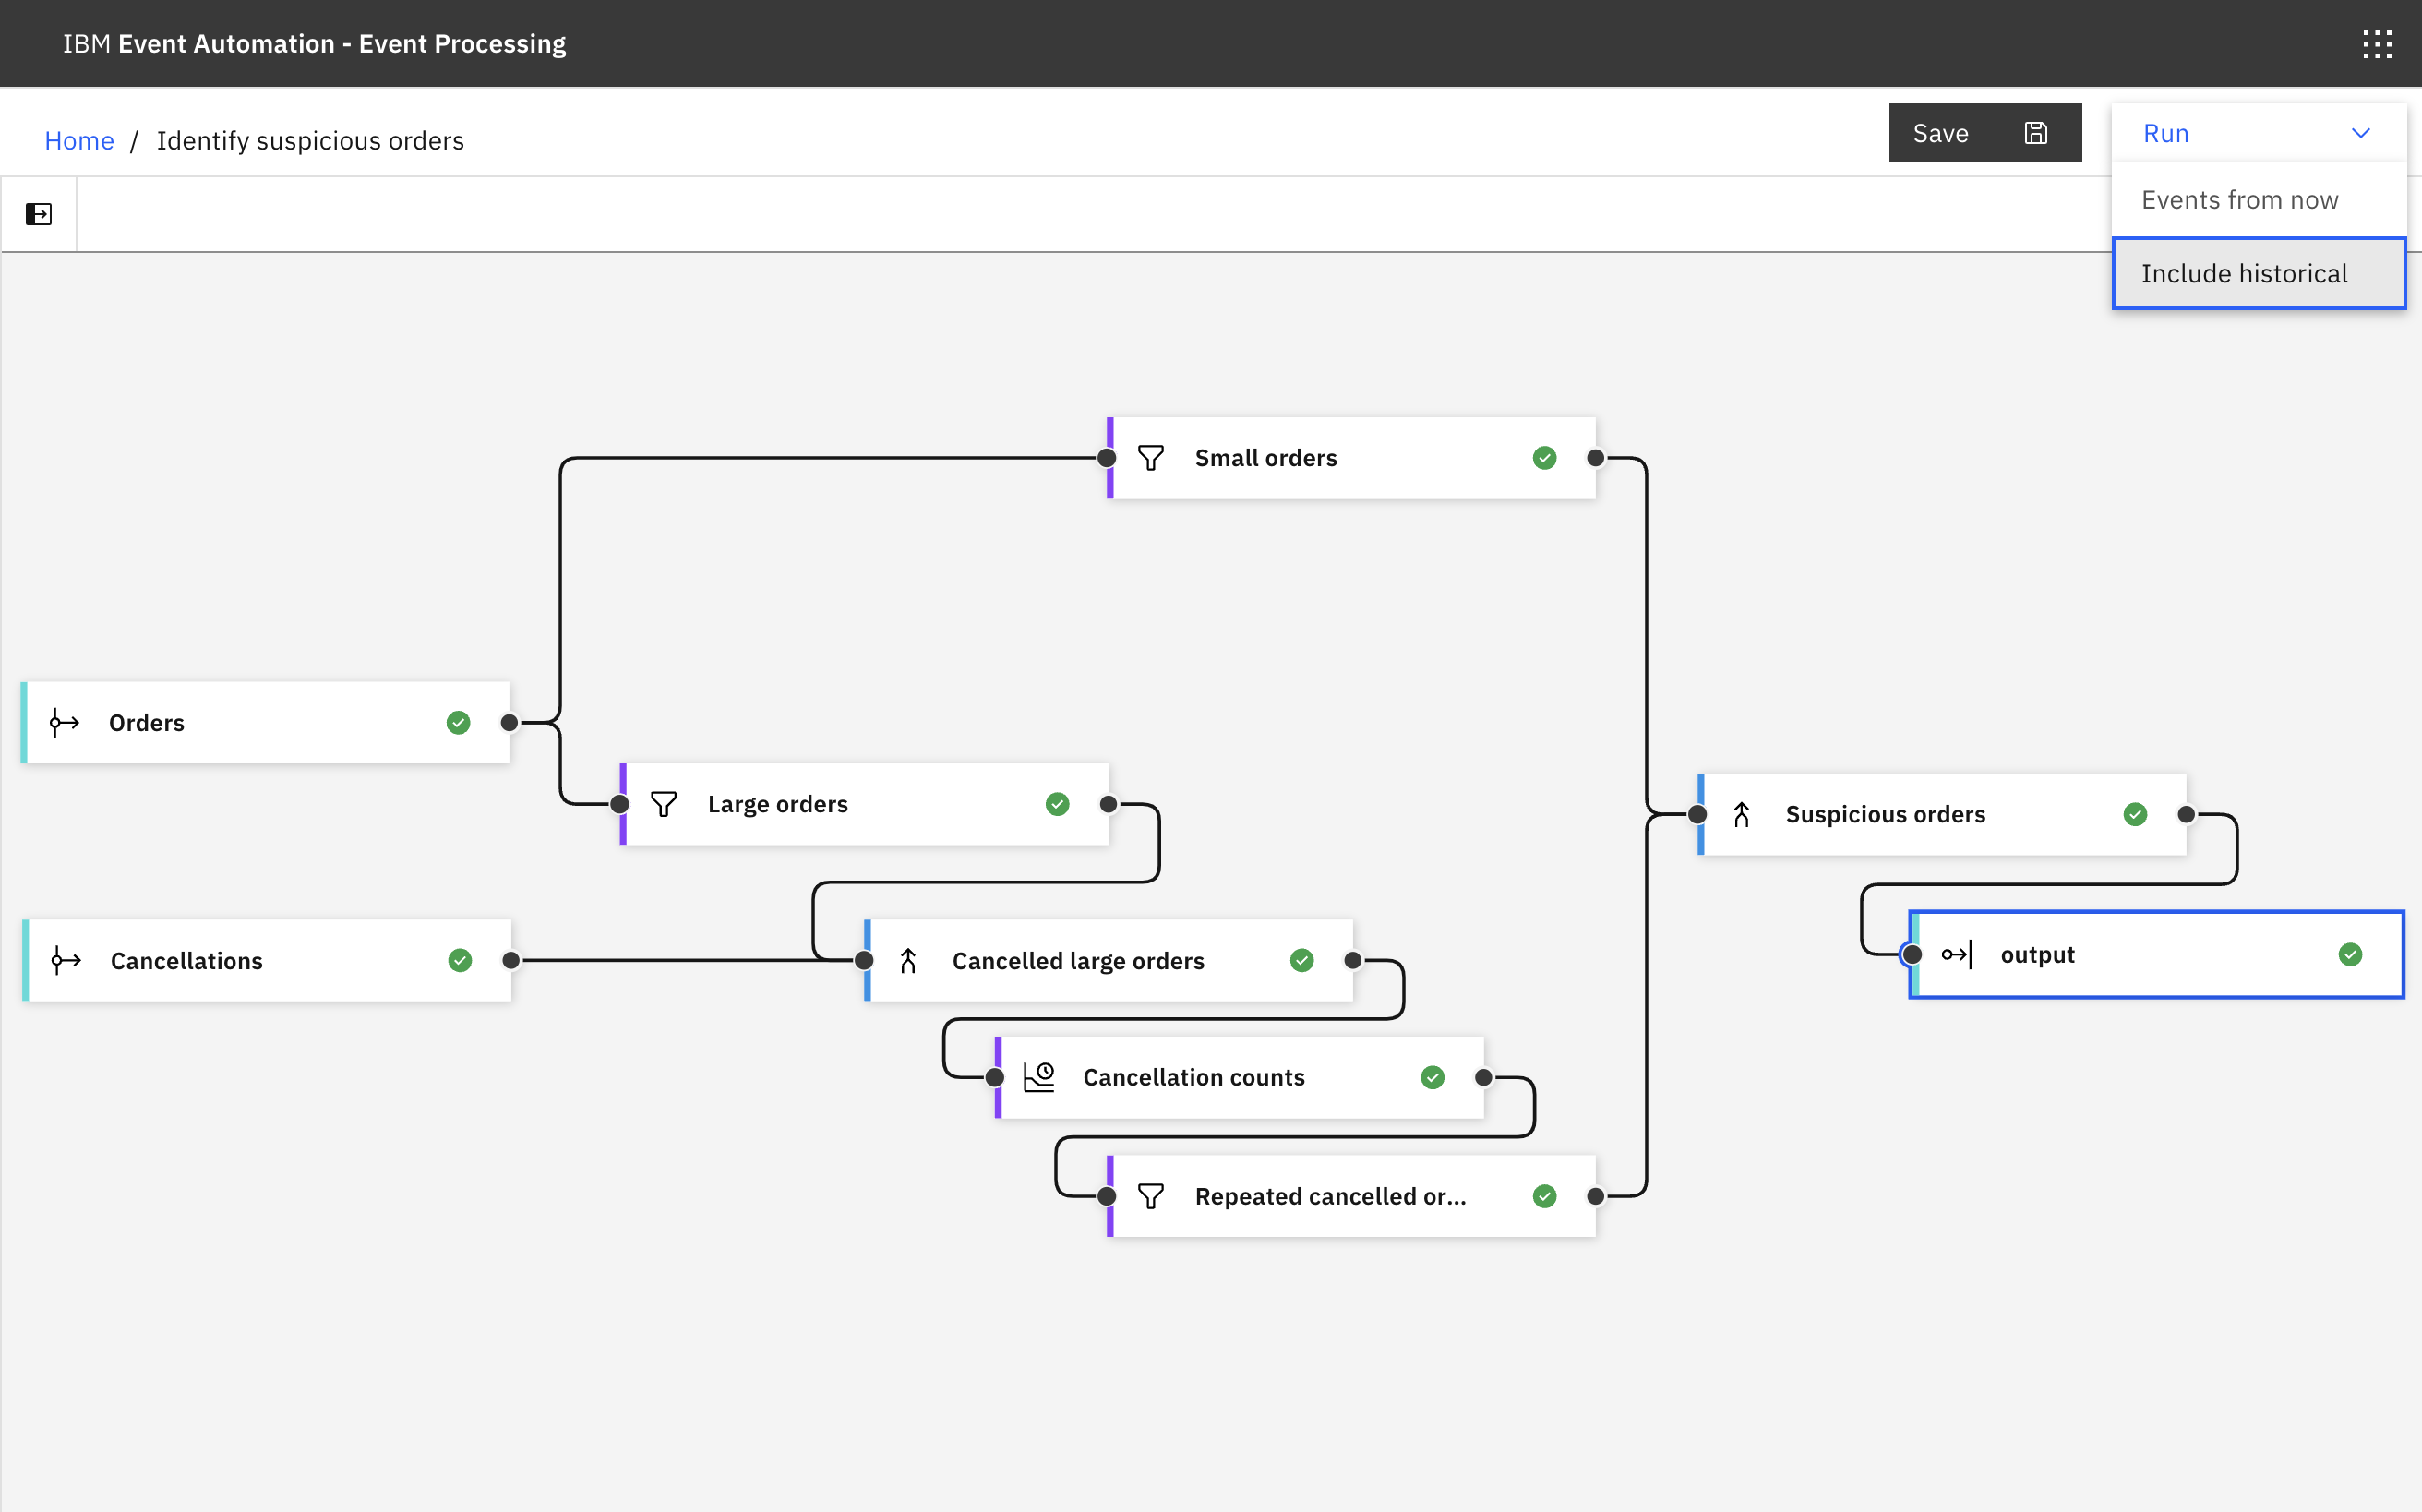 IBM Event Automation - Event Processing
Home / Identify suspicious orders
Save
Run
Events from now
Include historical
Small orders
Orders
Large orders
Suspicious orders
Cancellations
Cancelled large orders
output
Cancellation counts
Repeated cancelled or...